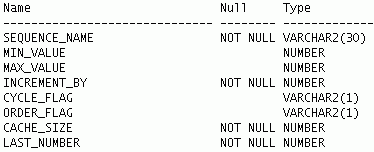 Name                           Null     Type
------------------------------ -------- ------------
SEQUENCE_NAME                  NOT NULL VARCHAR2(30)
MIN_VALUE                               NUMBER
MAX_VALUE                               NUMBER
INCREMENT_BY                   NOT NULL NUMBER
CYCLE_FLAG                              VARCHAR2(1)
ORDER_FLAG                              VARCHAR2(1)
CACHE_SIZE                     NOT NULL NUMBER
LAST_NUMBER                    NOT NULL NUMBER